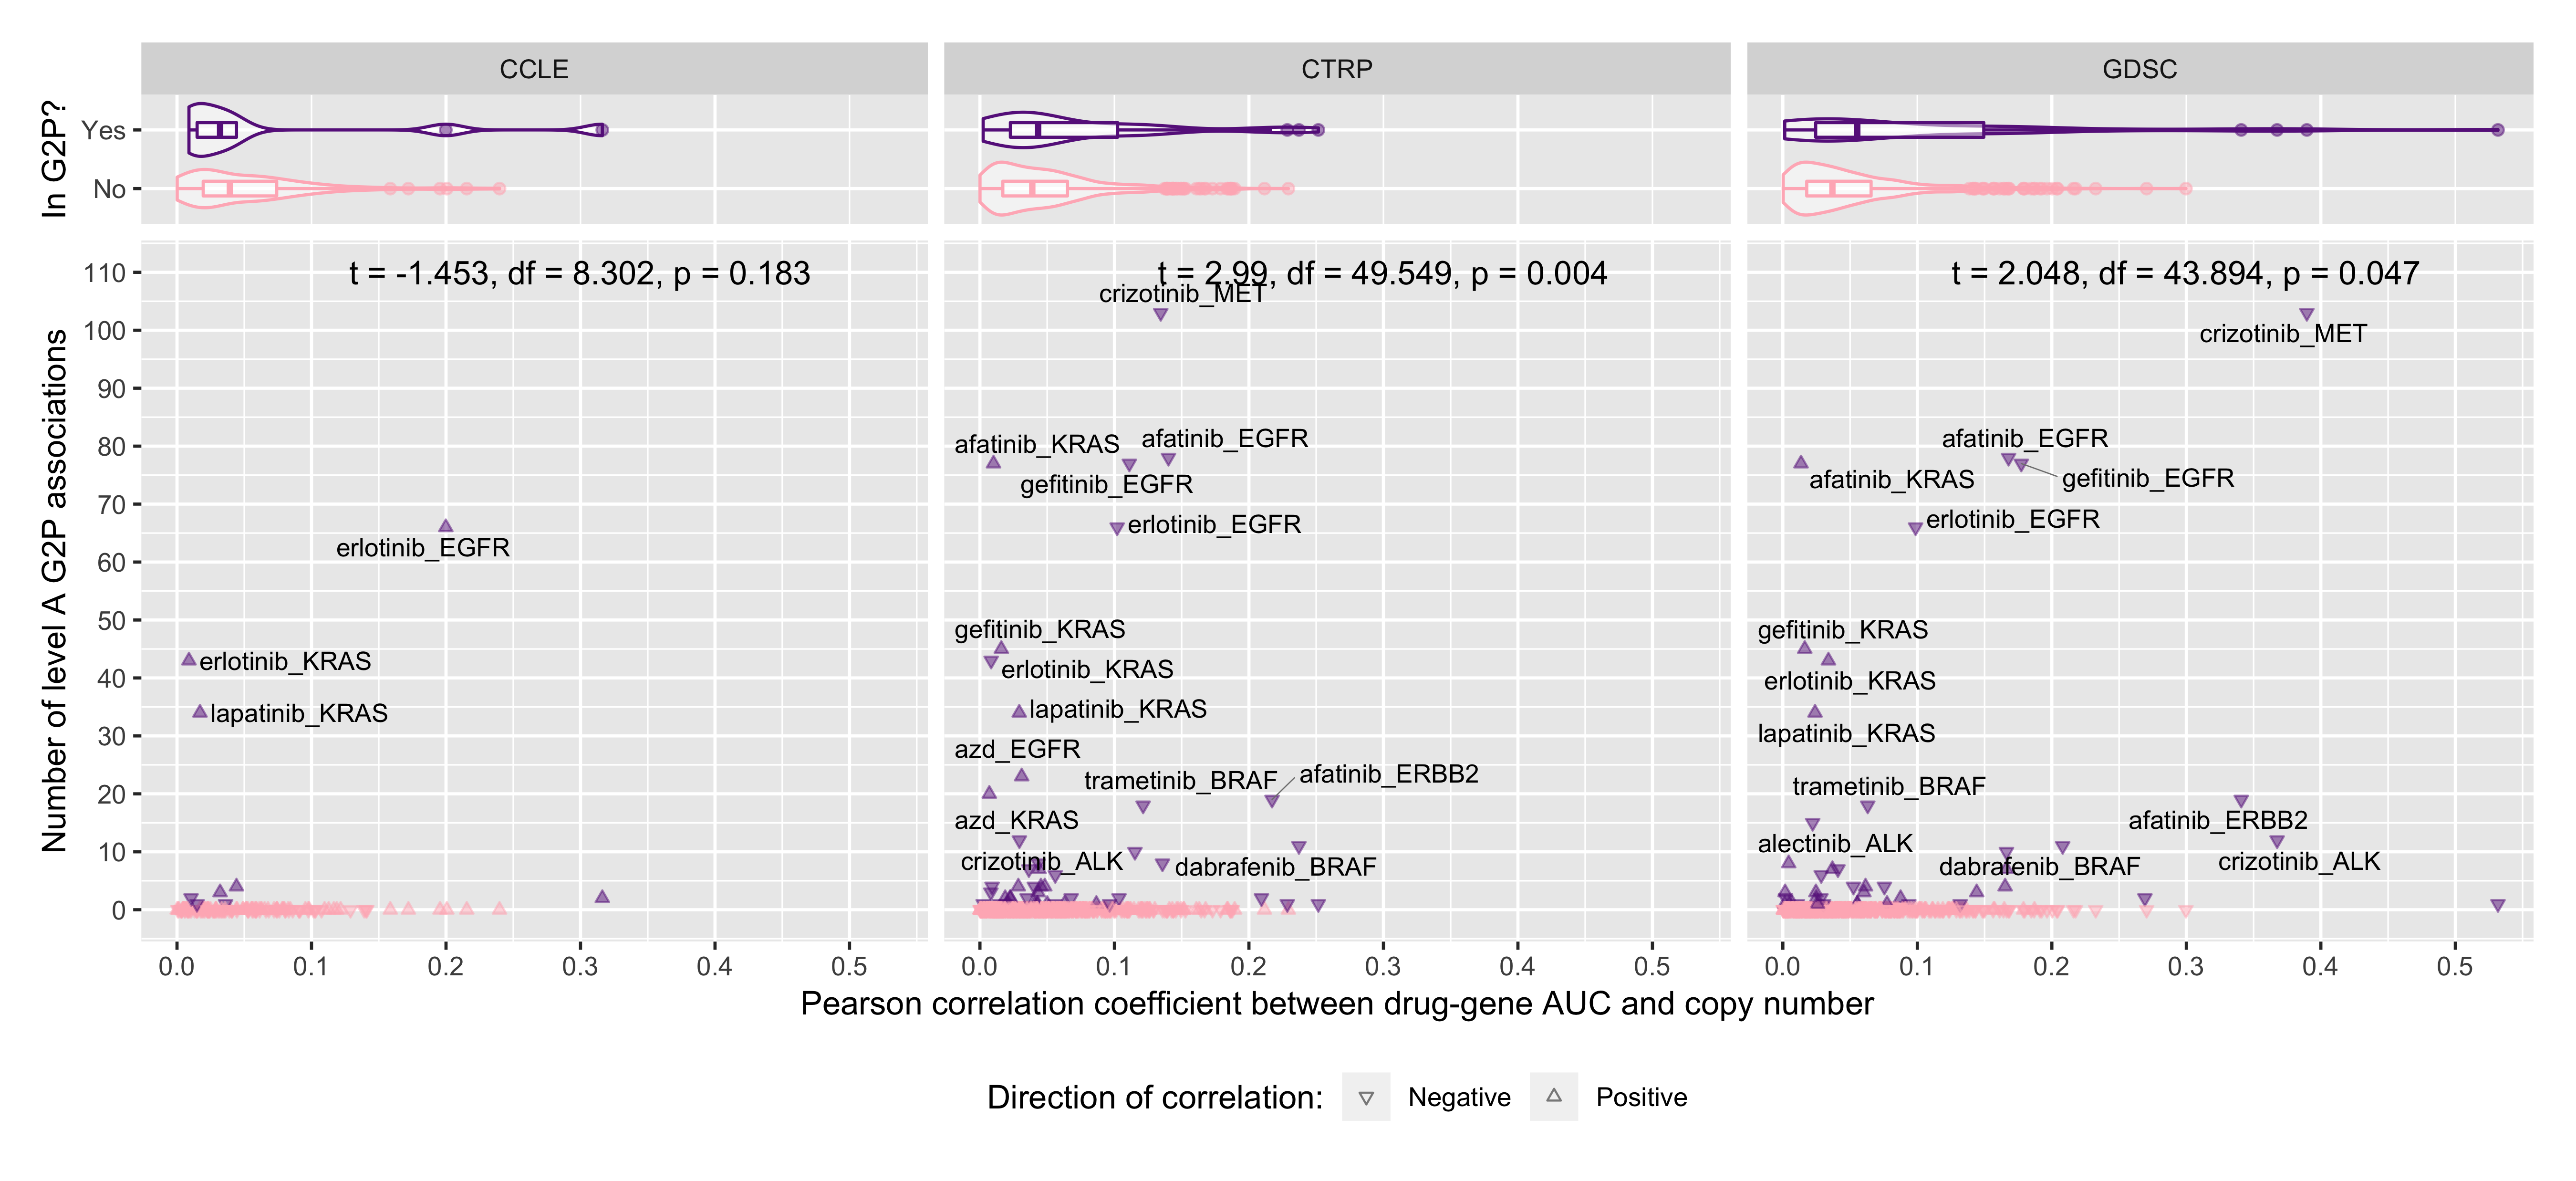 CCLE
CTRP
GDSC
In G2P?
Yes
No
Number of level A G2P associations
110
100
90
80
70
60
50
40
30
20
10
0
t = -1.453, df = 8.302, p = 0.183
erlotinib_EGFR
erlotinib_KRAS
lapatinib_KRAS
t = 2.99, df = 49.549, p = 0.004
crizotinib_MET
afatinib_KRAS
afatinib_EGFR
gefitinib_EGFR
erlotinib_EGFR
gefitinib_KRAS
erlotinib_KRAS
lapatinib_KRAS
azd_EGFR
trametinib_BRAF
afatinib_ERBB2
azd_KRAS
crizotinib_ALK
dabrafenib_BRAF
t = 2.048, df = 43.894, p = 0.047
crizotinib_MET
afatinib_EGFR
afatinib_KRAS
gefitinib_EGFR
erlotinib_EGFR
gefitinib_KRAS
erlotinib_KRAS
lapatinib_KRAS
trametinib_BRAF
afatinib_ERBB2
alectinib_ALK
dabrafenib_BRAF
crizotinib_ALK
0.0 0.1 0.2 0.3 0.4 0.5
0.0 0.1 0.2 0.3 0.4 0.5
0.0 0.1 0.2 0.3 0.4 0.5
Pearson correlation coefficient between drug-gene AUC and copy number
Direction of correlation: Negative Positive